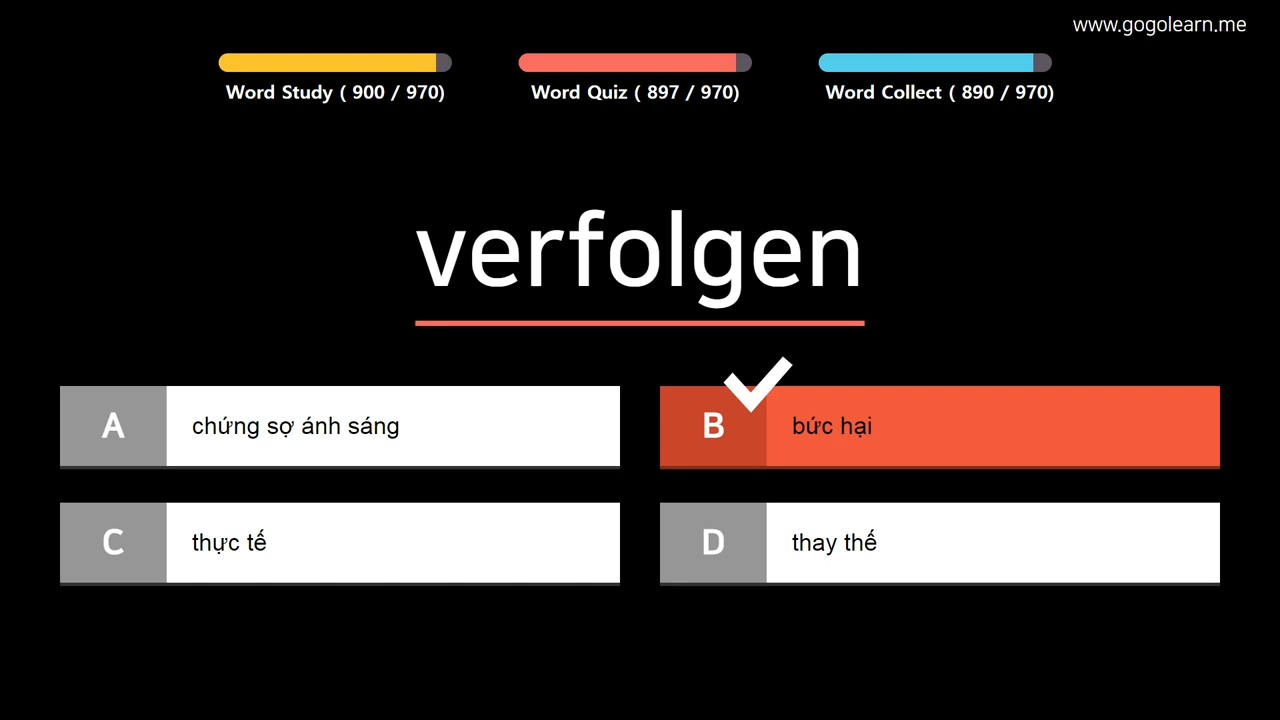 www.gogolearn.me
Word Study ( 900 / 970)
Word Quiz ( 897 / 970)
Word Collect ( 890 / 970)
verfolgen
A chứng sợ ánh sáng
B bức hại
C thực tế
D thay thế